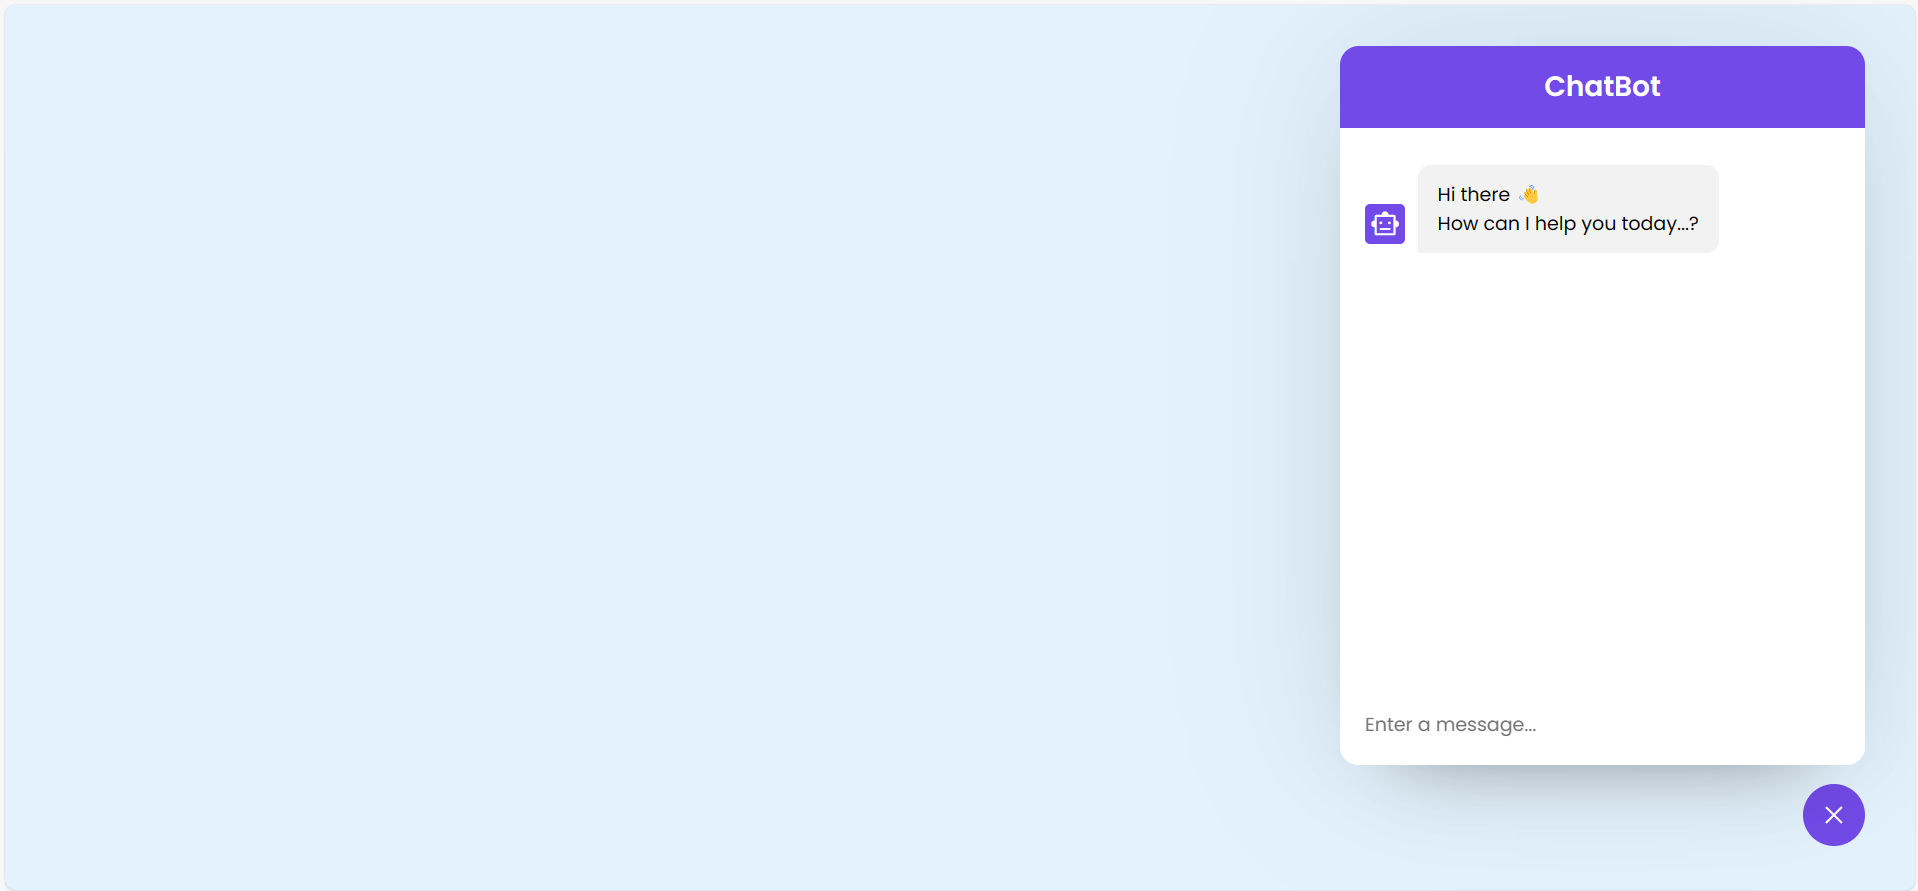 ChatBot
Hi there 👋
How can I help you today...?
Enter a message...